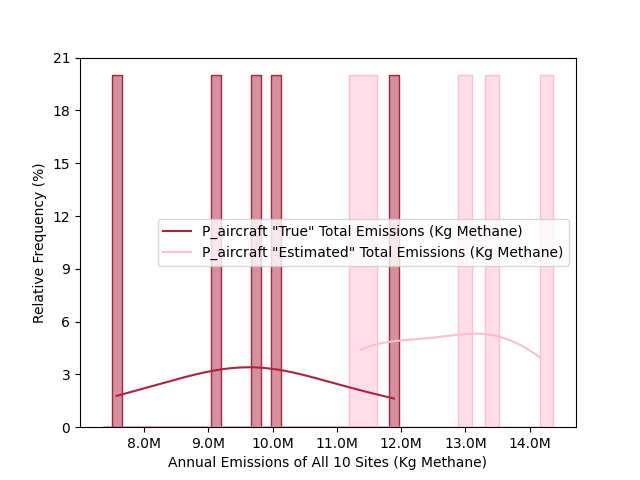 21
18
15
12
9
6
3
0
Relative Frequency (%)
P_aircraft "True" Total Emissions (Kg Methane)
P_aircraft "Estimated" Total Emissions (Kg Methane)
8.0M 9.0M 10.0M 11.0M 12.0M 13.0M 14.0M
Annual Emissions of All 10 Sites (Kg Methane)